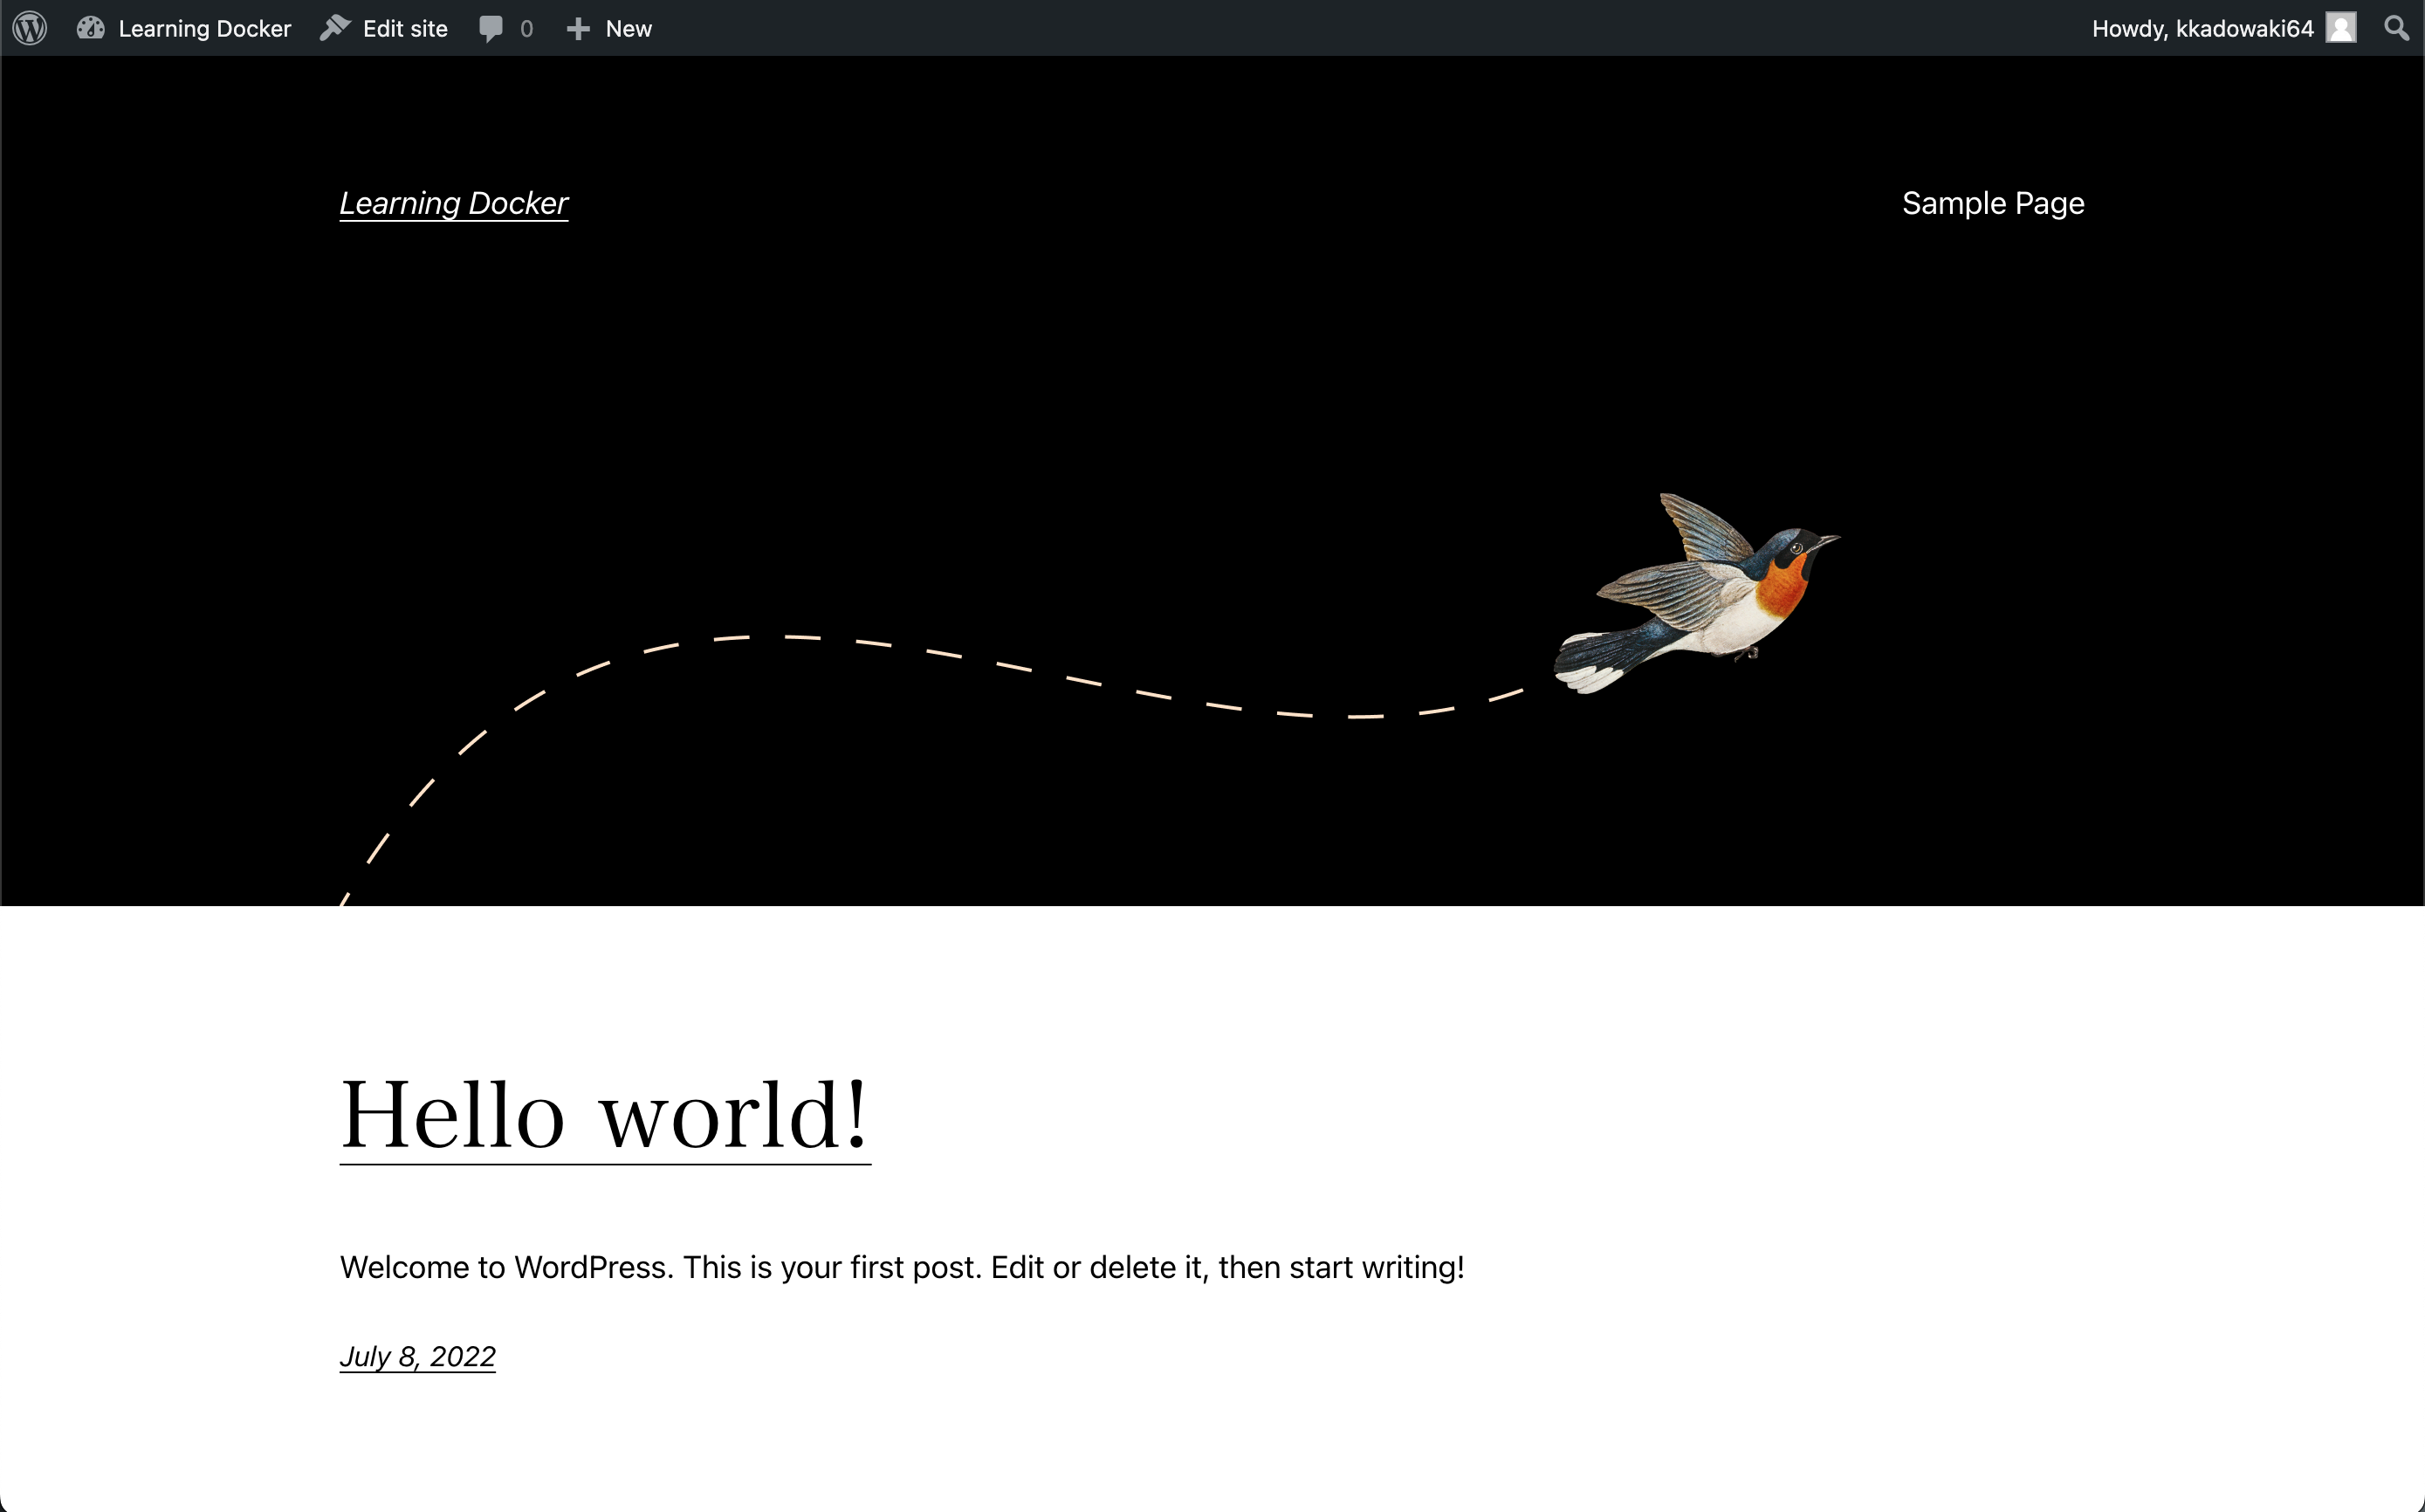 Learning Docker Edit site 0 New Howdy, kkadowaki64
Learning Docker Sample Page
Hello world!
Welcome to WordPress. This is your first post. Edit or delete it, then start writing!
July 8, 2022